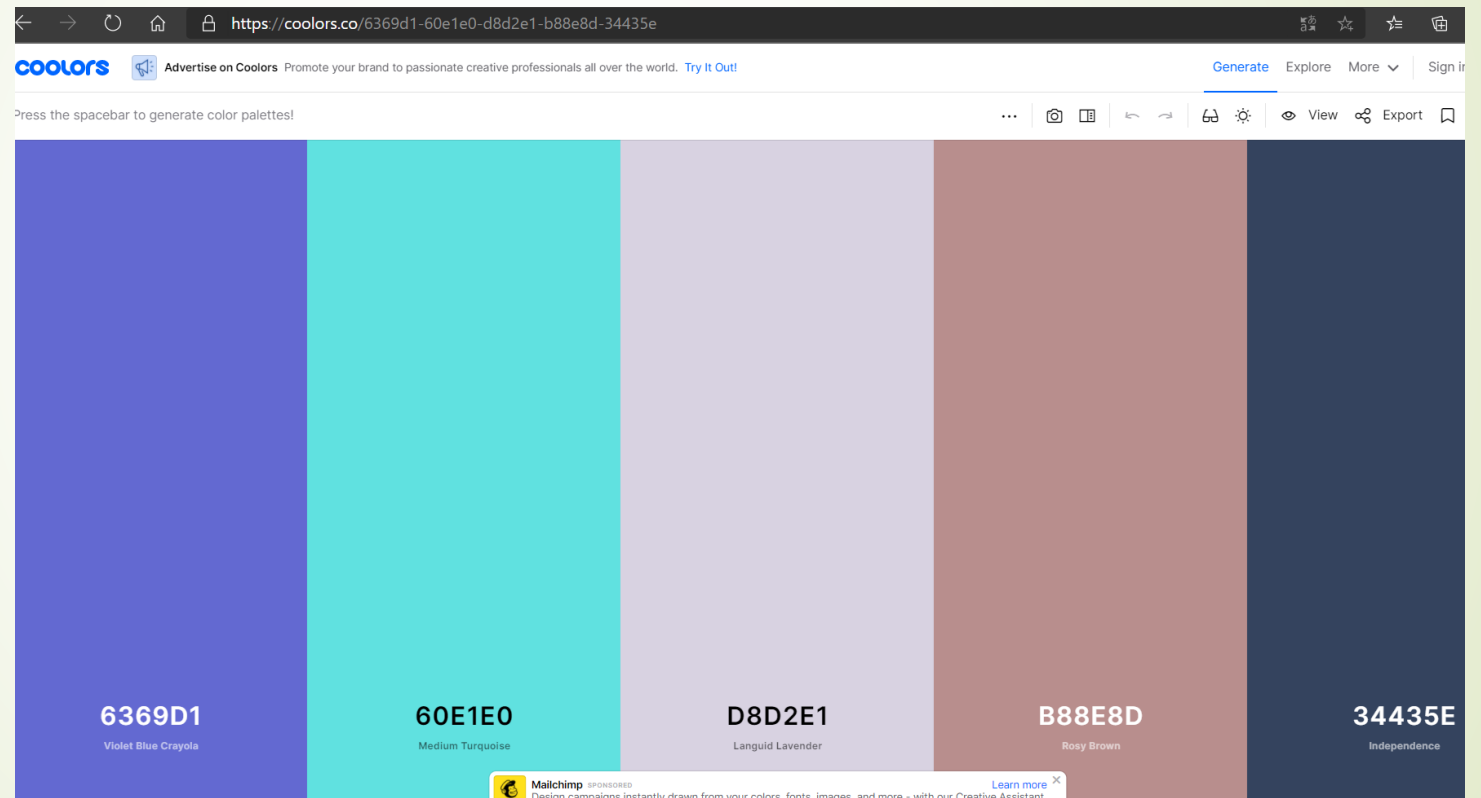 https://coolors.co/6369d1-60e1e0-d8d2e1-b88e8d-34435e
coolors Advertise on Coolors Promote your brand to passionate creative professionals all over the world. Try It Out! Generate Explore More Sign in
Press the spacebar to generate color palettes! View Export
6369D1 60E1E0 D8D2E1 B88E8D 34435E
Violet Blue Crayola Medium Turquoise Languid Lavender Rosy Brown Independence
Mailchimp SPONSORED Learn more
Design campaigns instantly drawn from your colors, fonts, images, and more - with our Creative Assistant